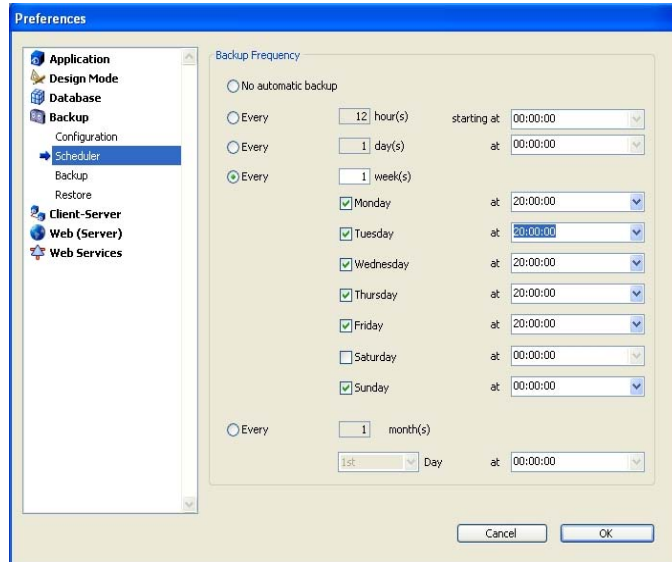 Preferences
Application
Design Mode
Database
Backup
Configuration
Scheduler
Backup
Restore
Client-Server
Web (Server)
Web Services
Backup Frequency
No automatic backup
Every 12 hour(s) starting at 00:00:00
Every 1 day(s) at 00:00:00
Every 1 week(s)
Monday at 20:00:00
Tuesday at 20:00:00
Wednesday at 20:00:00
Thursday at 20:00:00
Friday at 20:00:00
Saturday at 00:00:00
Sunday at 00:00:00
Every 1 month(s)
1st Day at 00:00:00
Cancel OK